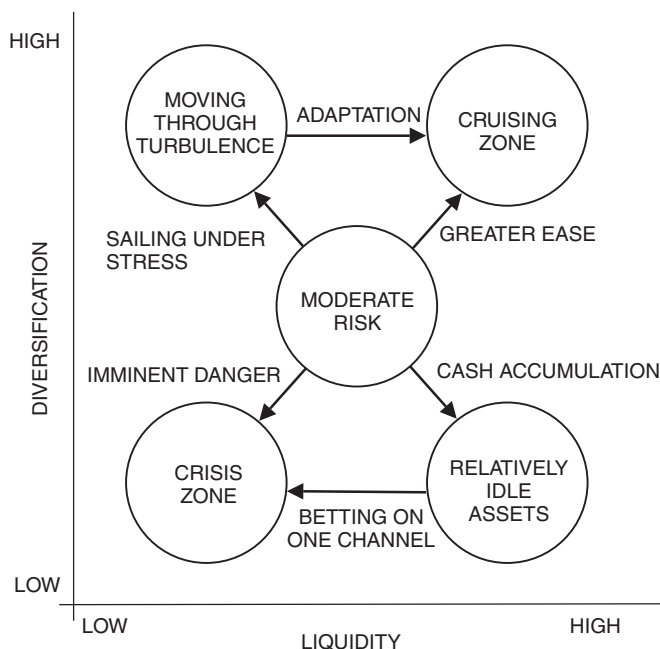 HIGH
MOVING
THROUGH
TURBULENCE
ADAPTATION
CRUISING
ZONE
SAILING UNDER
STRESS
GREATER EASE
MODERATE
RISK
DIVERSIFICATION
IMMINENT DANGER
CASH ACCUMULATION
CRISIS
ZONE
RELATIVELY
IDLE
ASSETS
BETTING ON
ONE CHANNEL
LOW
LOW
LIQUIDITY
HIGH